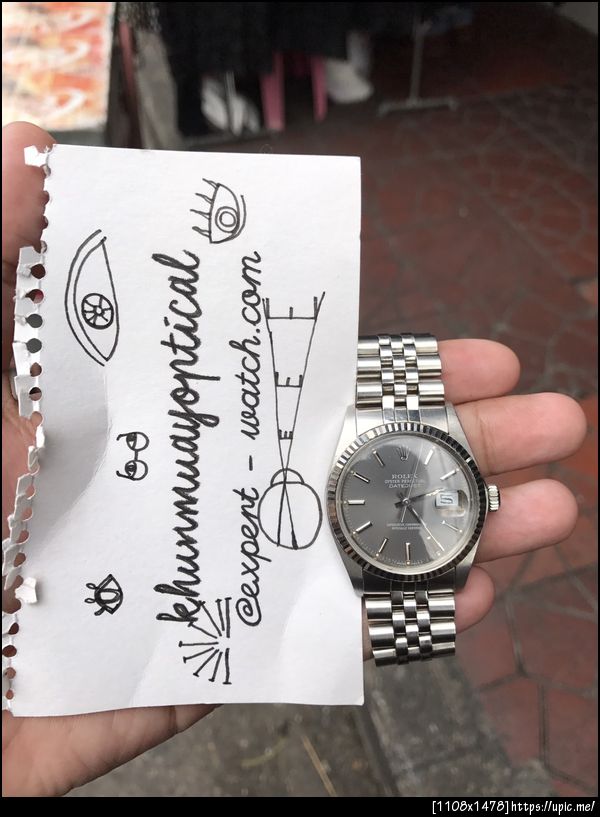 khunmuayoptical
@expert-watch.com
E E E
ROLEX
OYSTER PERPETUAL
DATEJUST
[1108x1478]https://upic.me/